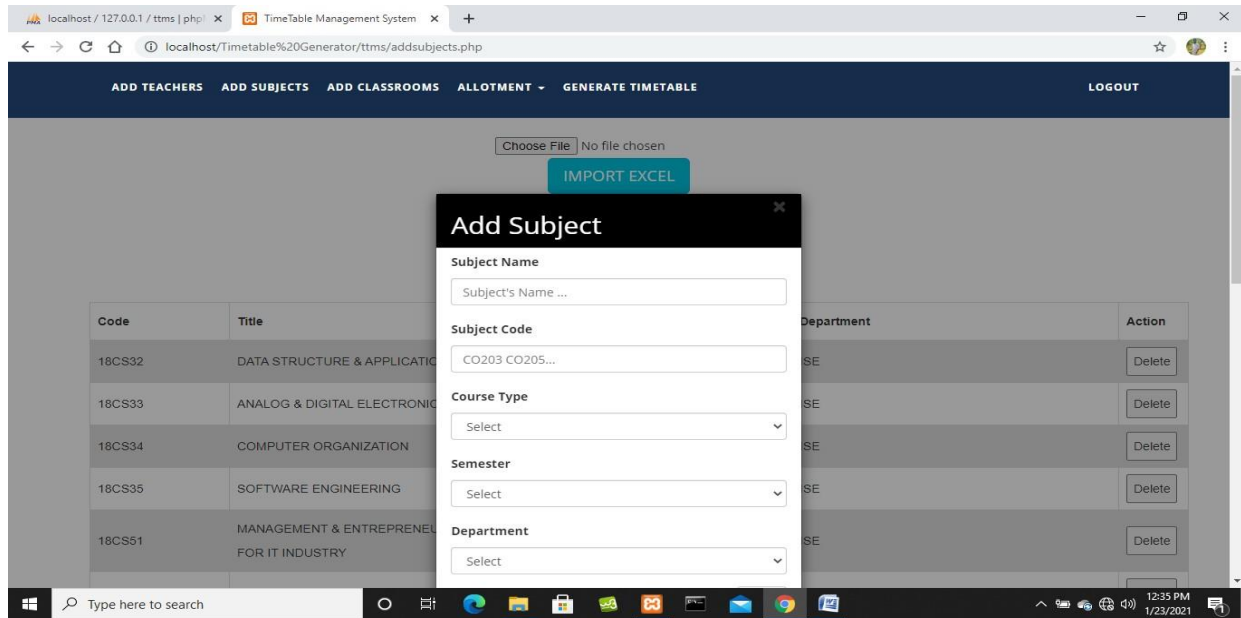 localhost / 127.0.0.1 / ttms | php
TimeTable Management System
localhost/Timetable%20Generator/ttms/addsubjects.php
ADD TEACHERS ADD SUBJECTS ADD CLASSROOMS ALLOTMENT GENERATE TIMETABLE LOGOUT
Choose File No file chosen
IMPORT EXCEL
Add Subject
Subject Name
Subject's Name ...
Subject Code
CO203 CO205...
Course Type
Select
Semester
Select
Department
Select
Code Title Department Action
18CS32 DATA STRUCTURE & APPLICATIO SE Delete
18CS33 ANALOG & DIGITAL ELECTRONIC SE Delete
18CS34 COMPUTER ORGANIZATION SE Delete
18CS35 SOFTWARE ENGINEERING SE Delete
18CS51 MANAGEMENT & ENTREPRENEU
FOR IT INDUSTRY SE Delete
Type here to search
12:35 PM
1/23/2021